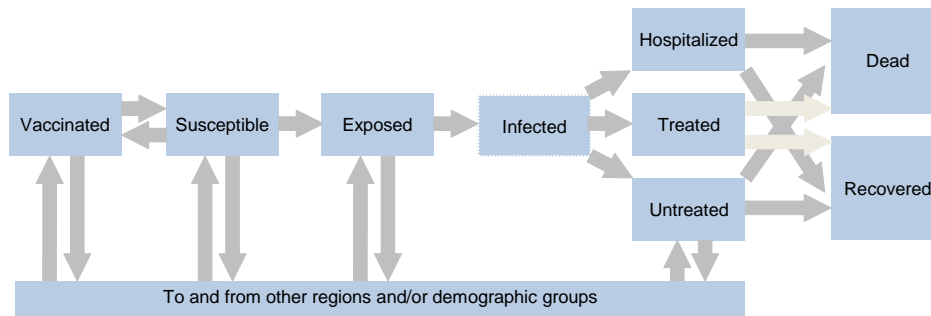 Hospitalized
Dead
Vaccinated
Susceptible
Exposed
Infected
Treated
Recovered
Untreated
To and from other regions and/or demographic groups